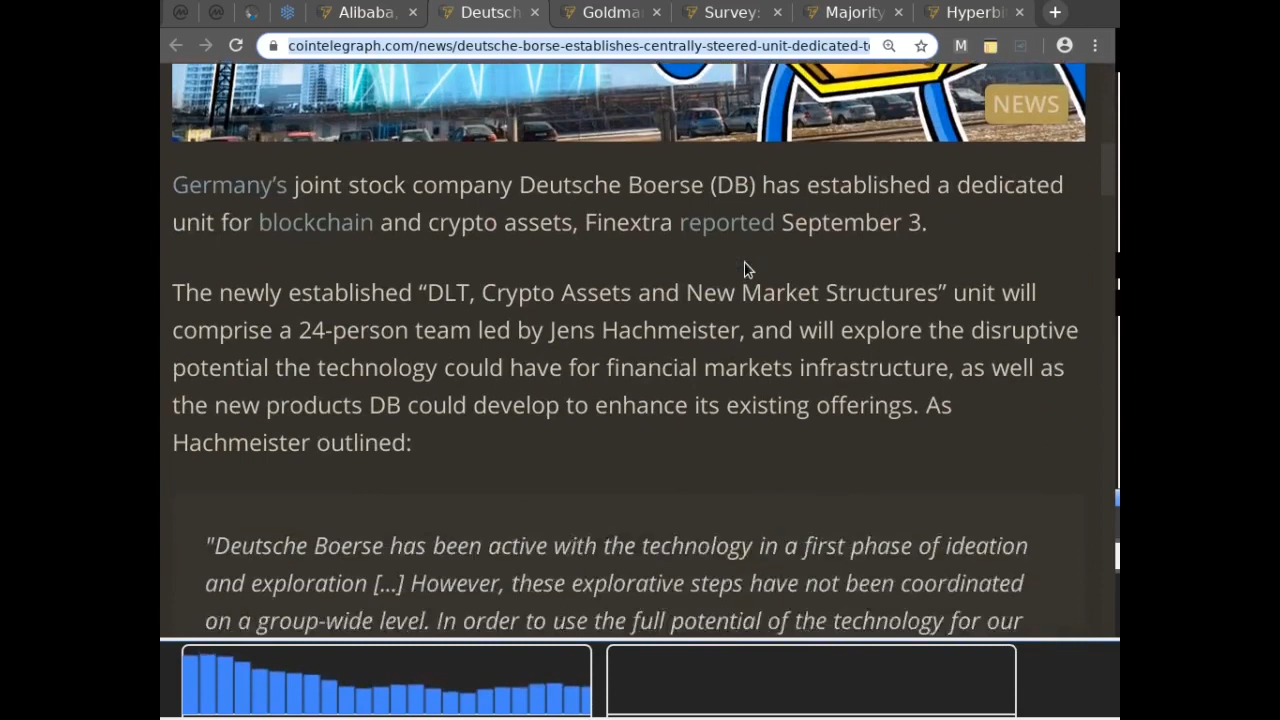 Alibaba,
Deutsch
Goldma
Survey:
Majority
Hyperbi
cointelegraph.com/news/deutsche-borse-establishes-centrally-steered-unit-dedicated-t
M
NEWS
Germany's joint stock company Deutsche Boerse (DB) has established a dedicated
unit for blockchain and crypto assets, Finextra reported September 3.
The newly established “DLT, Crypto Assets and New Market Structures” unit will
comprise a 24-person team led by Jens Hachmeister, and will explore the disruptive
potential the technology could have for financial markets infrastructure, as well as
the new products DB could develop to enhance its existing offerings. As
Hachmeister outlined:
"Deutsche Boerse has been active with the technology in a first phase of ideation
and exploration [...] However, these explorative steps have not been coordinated
on a group-wide level. In order to use the full potential of the technology for our